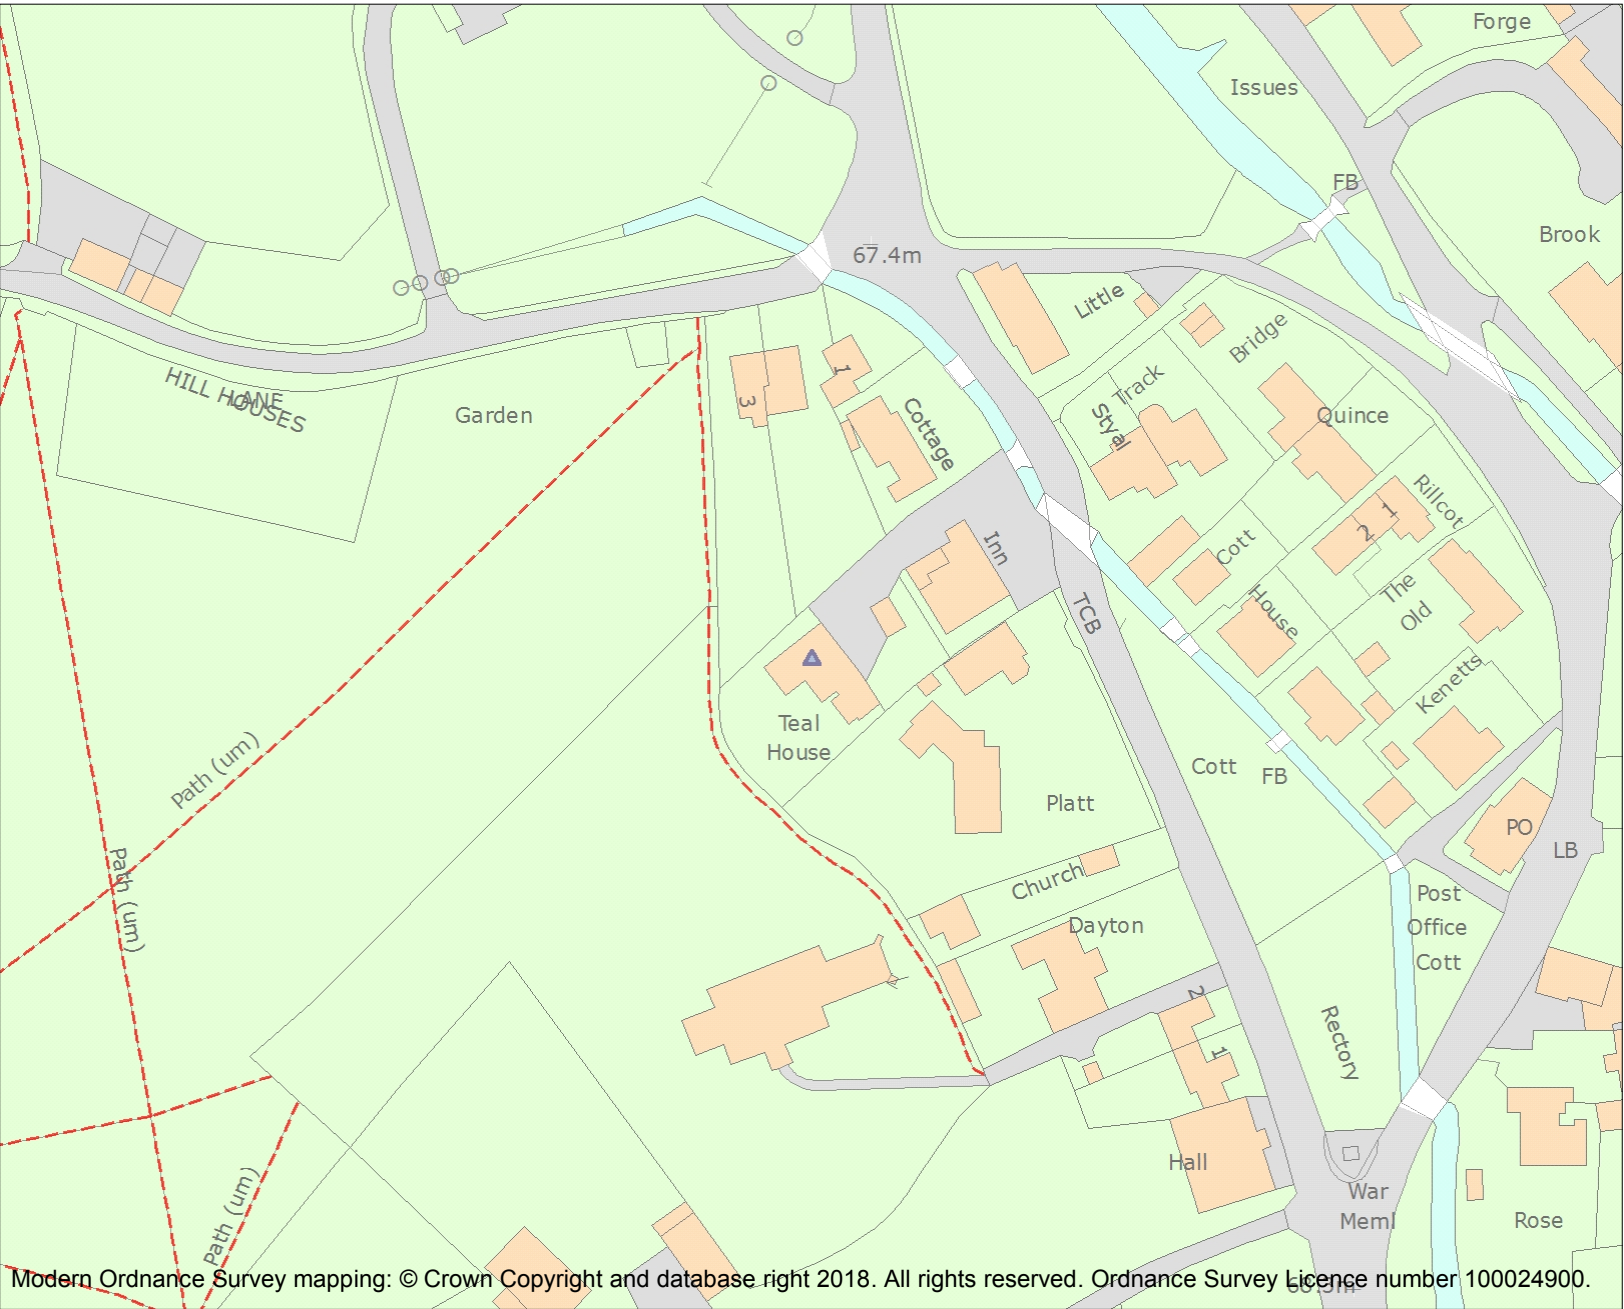 Forge
Issues
FB
Brook
67.4m
Little
Bridge
HILL HOUSES
LANE
Garden
3
1
Cottage
Track
Styal
Quince
Rillcot
2 1
Inn
Cott
House
The
Old
TCB
Kenetts
Teal
House
Path (um)
Path (um)
Cott
FB
Platt
PO
LB
Church
Post
Office
Cott
Dayton
2
1
Rectory
Hall
War
Meml
Rose
Path (um)
68.3m
Modern Ordnance Survey mapping: © Crown Copyright and database right 2018. All rights reserved. Ordnance Survey Licence number 100024900.